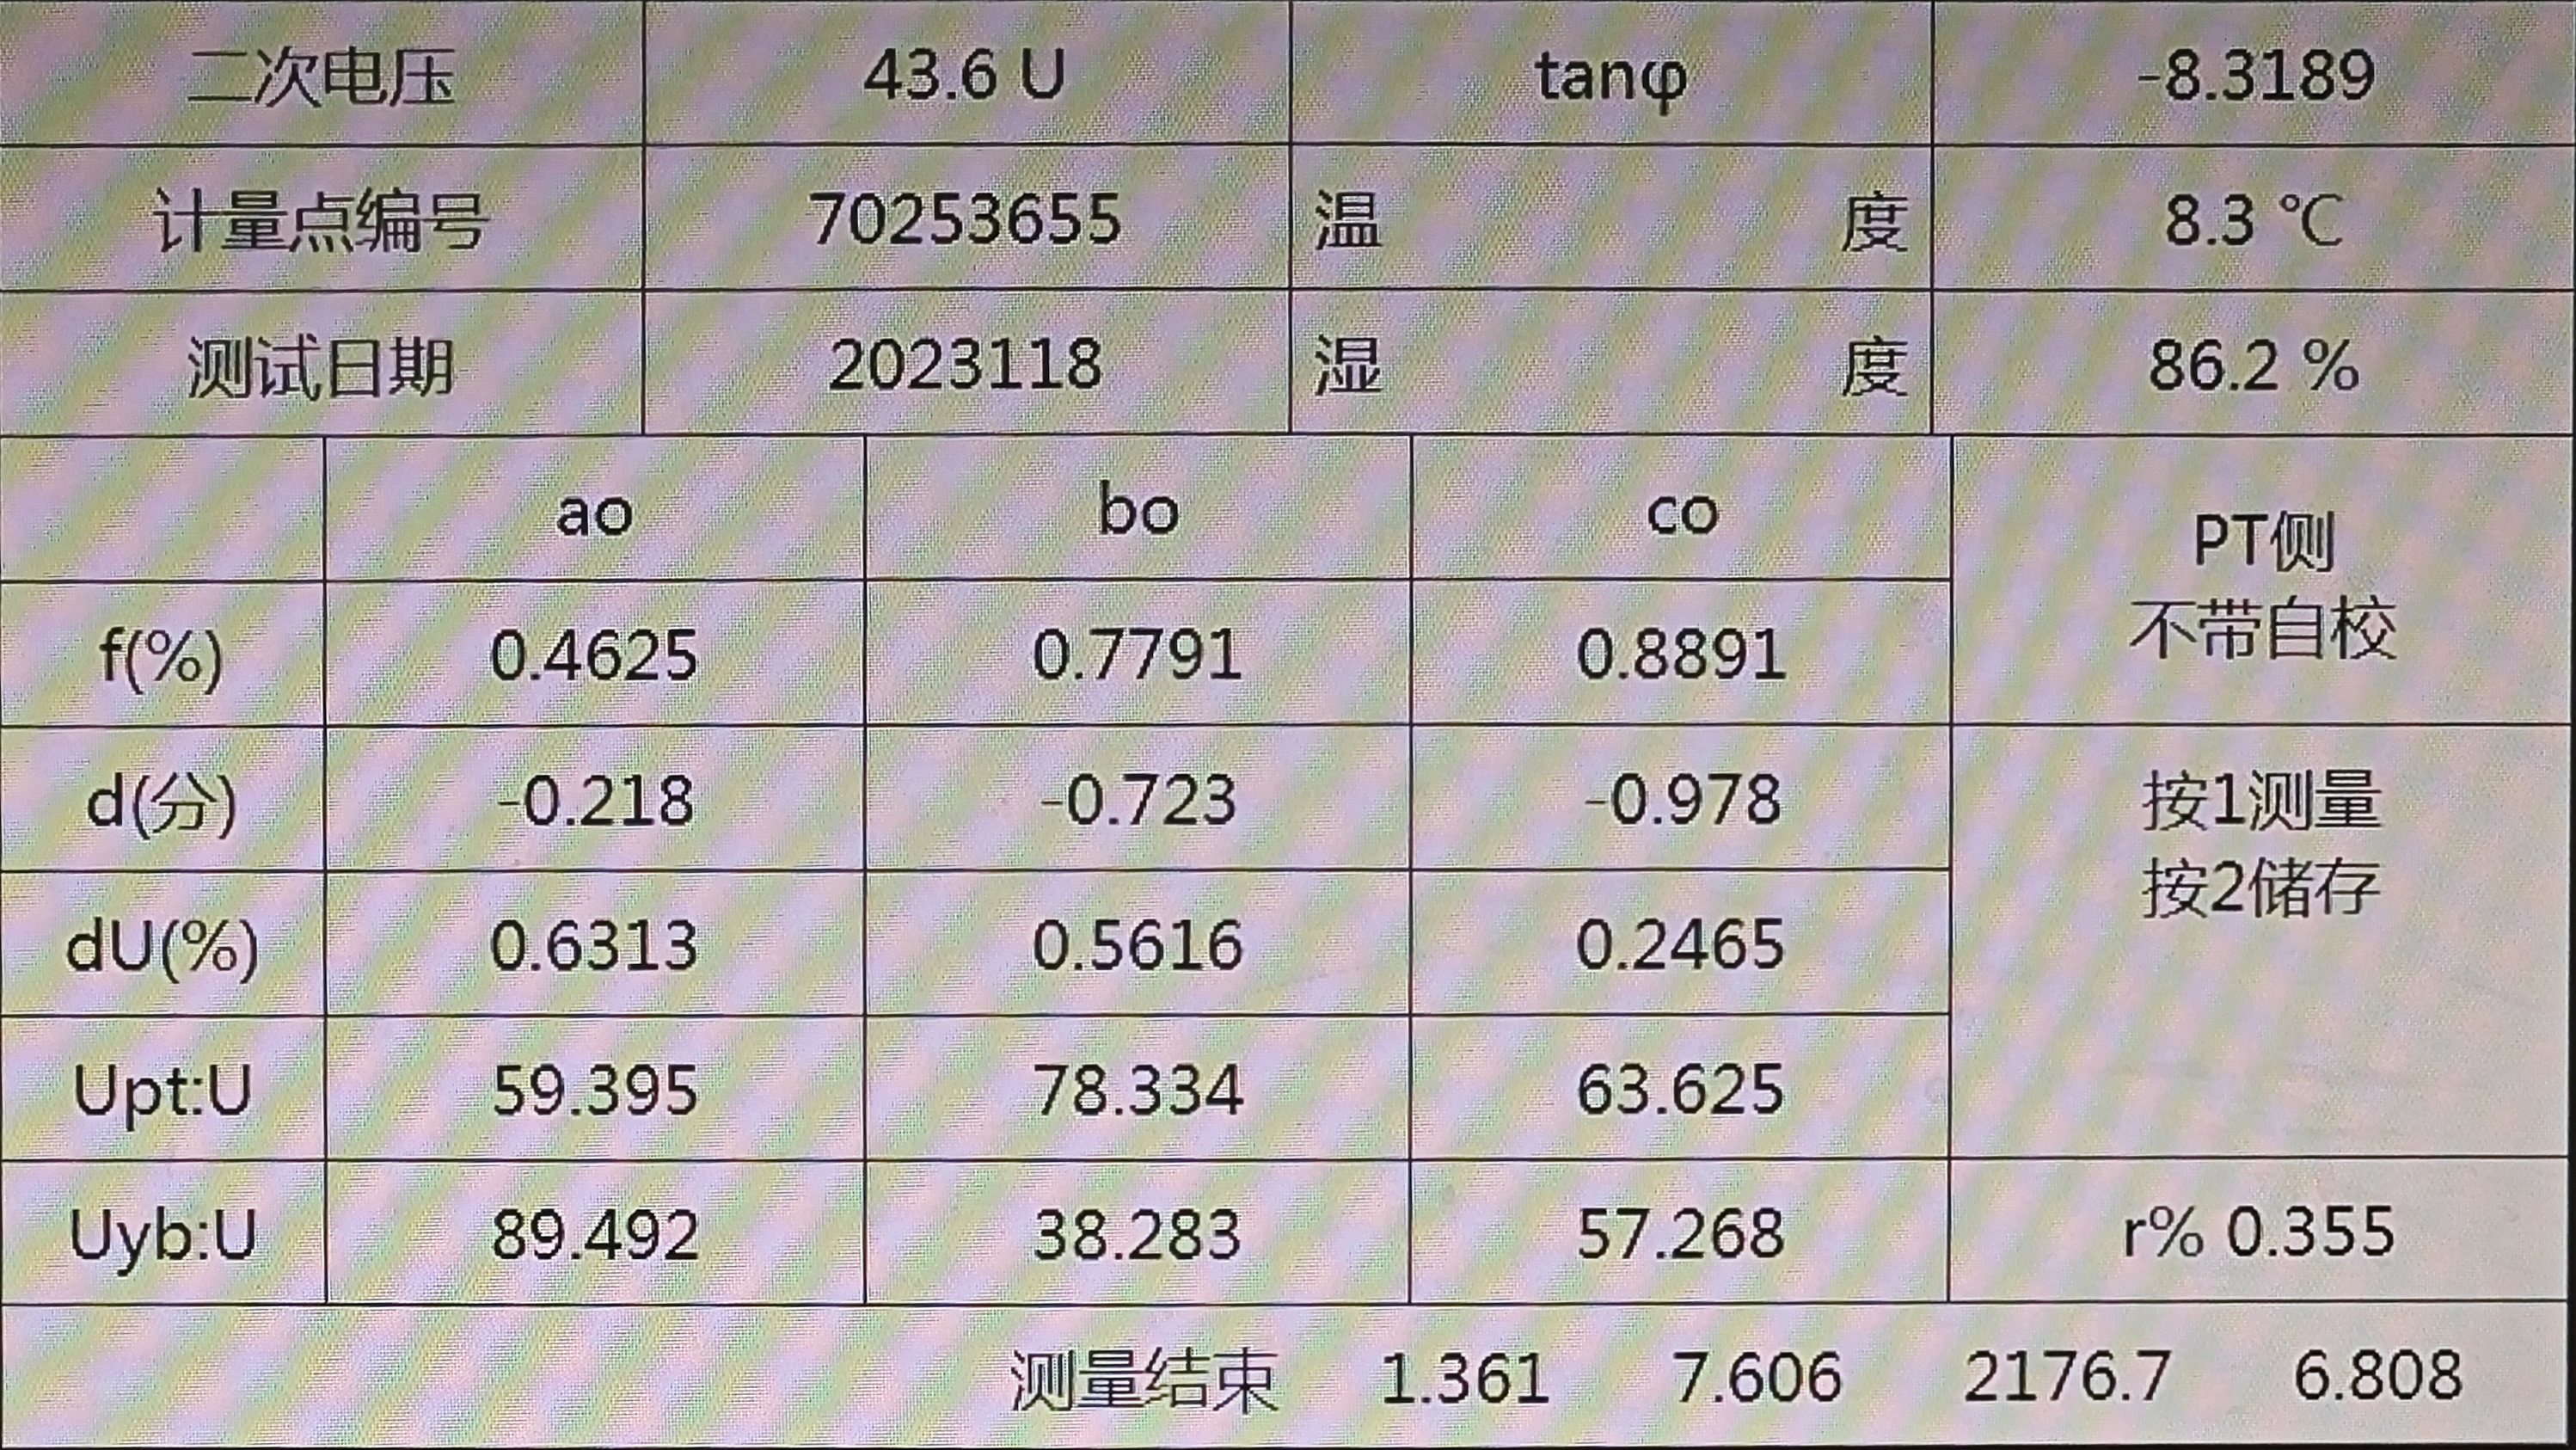 二次电压 43.6 U tanφ -8.3189
计量点编号 70253655 温 度 8.3 ℃
测试日期 2023118 湿 度 86.2 %
ao bo co
PT侧
不带自校
f(%) 0.4625 0.7791 0.8891
d(分) -0.218 -0.723 -0.978
按1测量
按2储存
dU(%) 0.6313 0.5616 0.2465
Upt:U 59.395 78.334 63.625
Uyb:U 89.492 38.283 57.268 r% 0.355
测量结束 1.361 7.606 2176.7 6.808